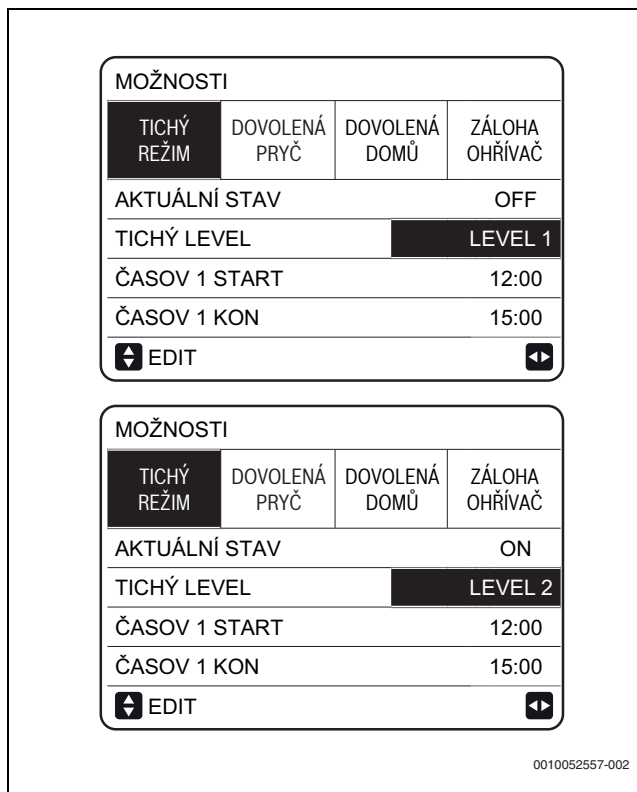 MOŽNOSTI
TICHÝ REŽIM
DOVOLENÁ PRYČ
DOVOLENÁ DOMŮ
ZÁLOHA OHŘÍVAČ
AKTUÁLNÍ STAV OFF
TICHÝ LEVEL LEVEL 1
ČASOV 1 START 12:00
ČASOV 1 KON 15:00
EDIT
MOŽNOSTI
TICHÝ REŽIM
DOVOLENÁ PRYČ
DOVOLENÁ DOMŮ
ZÁLOHA OHŘÍVAČ
AKTUÁLNÍ STAV ON
TICHÝ LEVEL LEVEL 2
ČASOV 1 START 12:00
ČASOV 1 KON 15:00
EDIT
0010052557-002